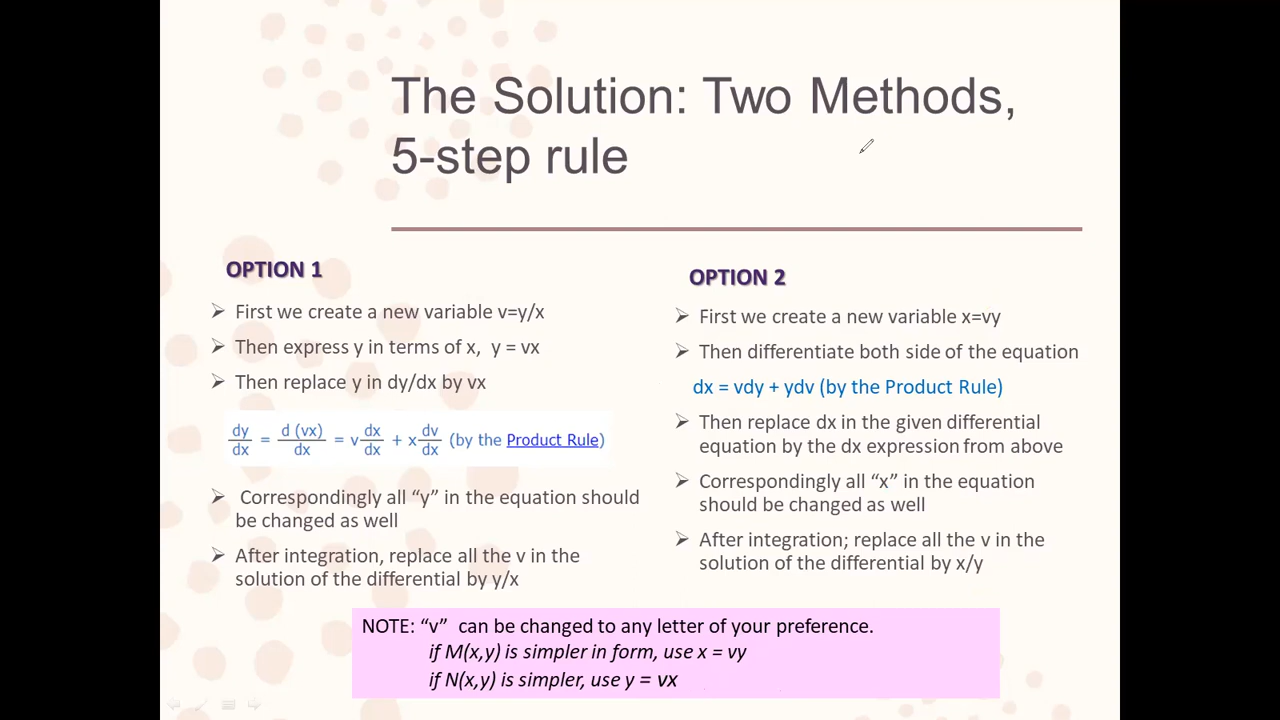 The Solution: Two Methods,
5-step rule
OPTION 1
➢ First we create a new variable v=y/x
➢ Then express y in terms of x, y = vx
➢ Then replace y in dy/dx by vx
dy/dx = d (vx)/dx = v dx/dx + x dv/dx (by the Product Rule)
➢ Correspondingly all “y” in the equation should
be changed as well
➢ After integration, replace all the v in the
solution of the differential by y/x
OPTION 2
➢ First we create a new variable x=vy
➢ Then differentiate both side of the equation
dx = vdy + ydv (by the Product Rule)
➢ Then replace dx in the given differential
equation by the dx expression from above
➢ Correspondingly all “x” in the equation
should be changed as well
➢ After integration; replace all the v in the
solution of the differential by x/y
NOTE: “v” can be changed to any letter of your preference.
if M(x,y) is simpler in form, use x = vy
if N(x,y) is simpler, use y = vx